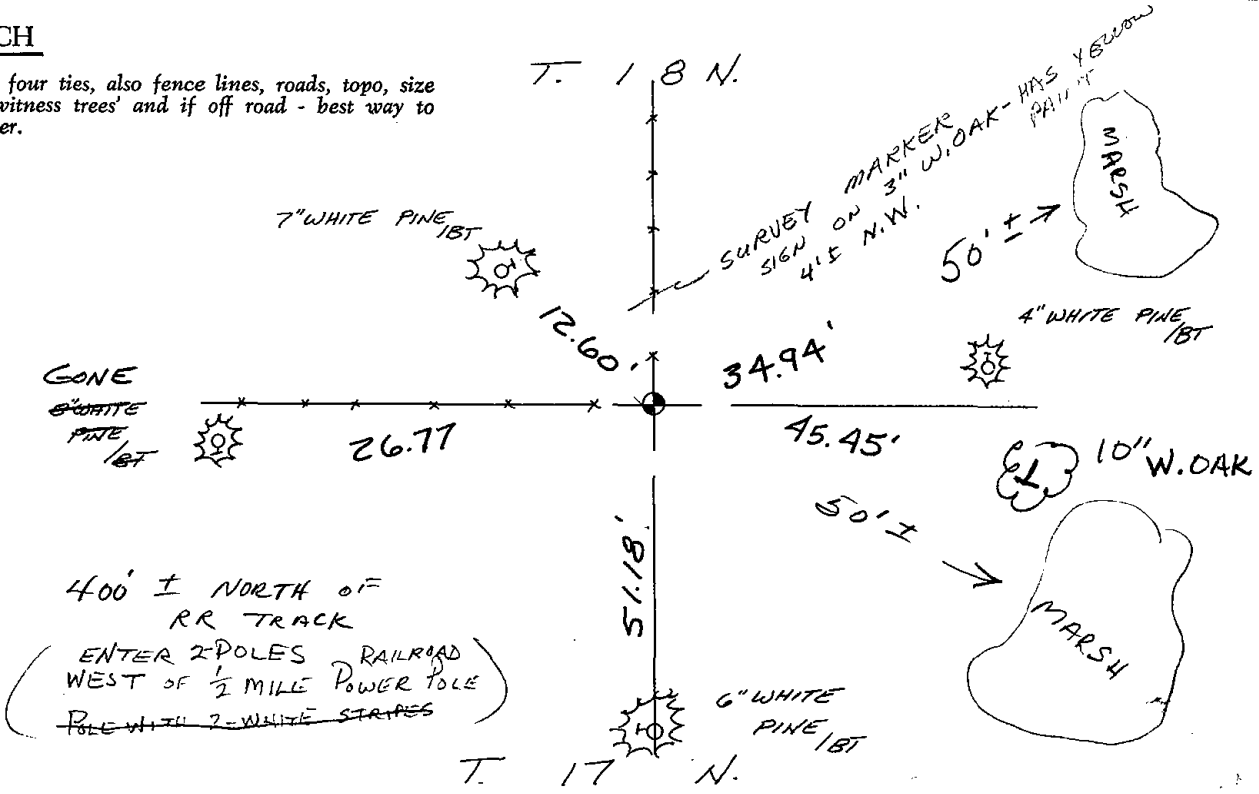 CH
four ties, also fence lines, roads, topo, size
witness trees' and if off road - best way to
er.
T. 18 N.
SURVEY MARKER
SIGN ON 3" W.OAK - HAS YELLOW
PAINT
4'± N.W.
MARSH
50'±
7" WHITE PINE
/BT
12.60'
34.94'
4" WHITE PINE
/BT
GONE
8" WHITE
PINE
/BT
26.77
45.45'
10" W.OAK
50'±
MARSH
51.18'
400' ± NORTH OF
RR TRACK
ENTER 2-POLES RAILROAD
WEST OF 1/2 MILE POWER POLE
POLE WITH 2-WHITE STRIPES
6" WHITE
PINE /BT
T. 17 N.